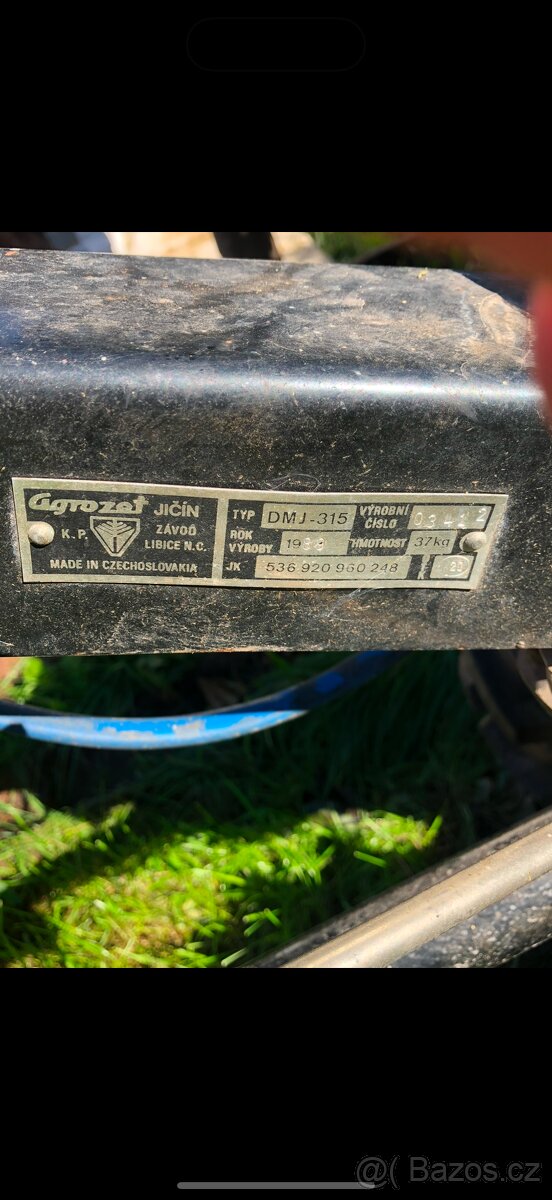 Agrozet JIČÍN
K.P. ZÁVOD
LIBICE N.C.
MADE IN CZECHOSLOVAKIA
TYP DMJ-315 VÝROBNÍ ČÍSLO
ROK VÝROBY HMOTNOST 37kg
JK 536 920 960 248
@( Bazos.cz